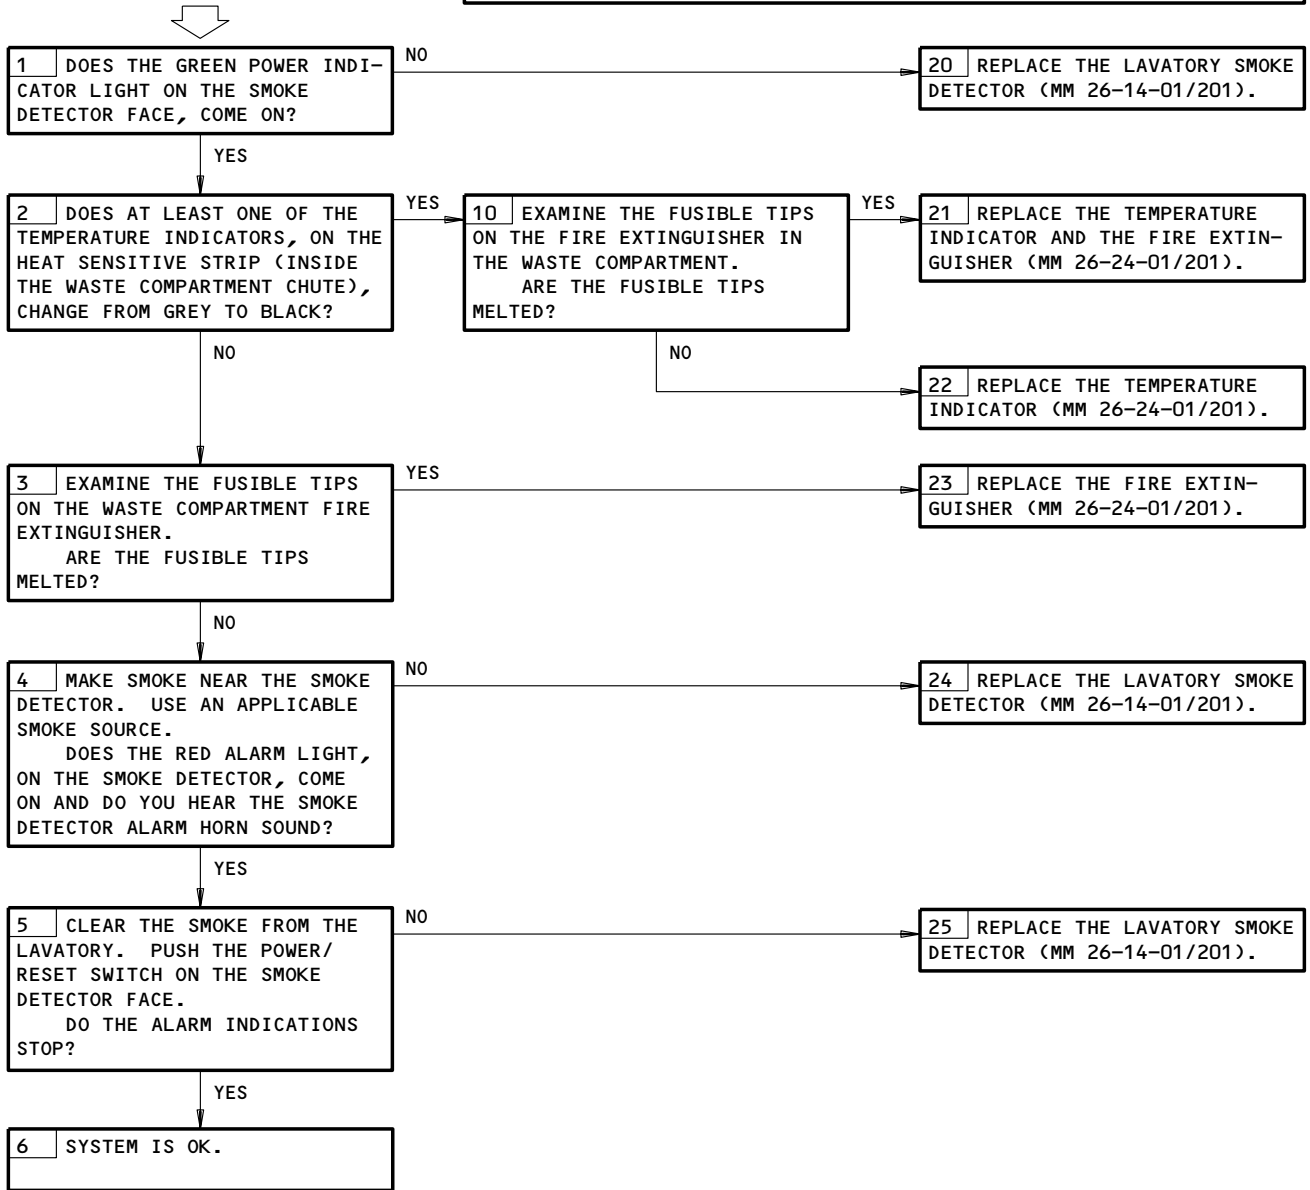 NO
1 DOES THE GREEN POWER INDI-
CATOR LIGHT ON THE SMOKE
DETECTOR FACE, COME ON?
20 REPLACE THE LAVATORY SMOKE
DETECTOR (MM 26-14-01/201).
YES
2 DOES AT LEAST ONE OF THE
TEMPERATURE INDICATORS, ON THE
HEAT SENSITIVE STRIP (INSIDE
THE WASTE COMPARTMENT CHUTE),
CHANGE FROM GREY TO BLACK?
YES
10 EXAMINE THE FUSIBLE TIPS
ON THE FIRE EXTINGUISHER IN
THE WASTE COMPARTMENT.
ARE THE FUSIBLE TIPS
MELTED?
YES
21 REPLACE THE TEMPERATURE
INDICATOR AND THE FIRE EXTIN-
GUISHER (MM 26-24-01/201).
NO
NO
22 REPLACE THE TEMPERATURE
INDICATOR (MM 26-24-01/201).
3 EXAMINE THE FUSIBLE TIPS
ON THE WASTE COMPARTMENT FIRE
EXTINGUISHER.
ARE THE FUSIBLE TIPS
MELTED?
YES
23 REPLACE THE FIRE EXTIN-
GUISHER (MM 26-24-01/201).
NO
4 MAKE SMOKE NEAR THE SMOKE
DETECTOR. USE AN APPLICABLE
SMOKE SOURCE.
DOES THE RED ALARM LIGHT,
ON THE SMOKE DETECTOR, COME
ON AND DO YOU HEAR THE SMOKE
DETECTOR ALARM HORN SOUND?
NO
24 REPLACE THE LAVATORY SMOKE
DETECTOR (MM 26-14-01/201).
YES
5 CLEAR THE SMOKE FROM THE
LAVATORY. PUSH THE POWER/
RESET SWITCH ON THE SMOKE
DETECTOR FACE.
DO THE ALARM INDICATIONS
STOP?
NO
25 REPLACE THE LAVATORY SMOKE
DETECTOR (MM 26-14-01/201).
YES
6 SYSTEM IS OK.